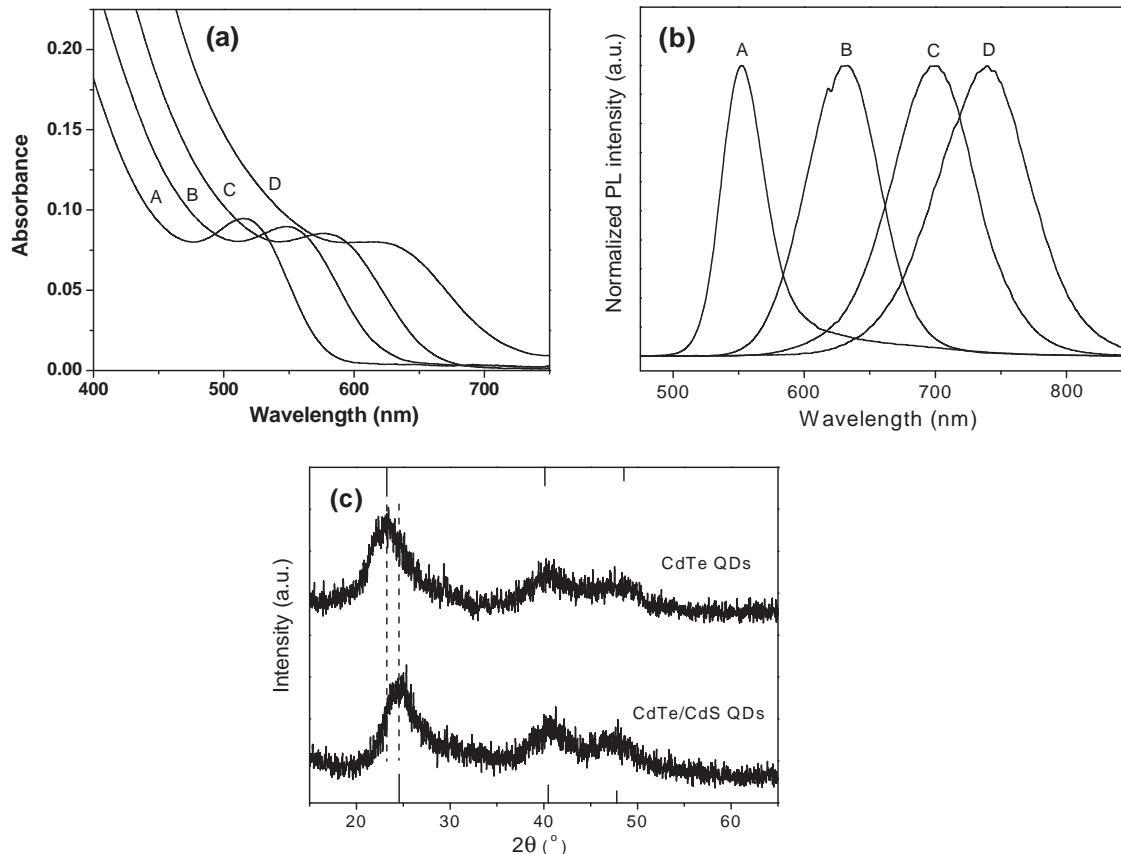 (a)
Absorbance
0.20
0.15
0.10
0.05
0.00
A
B
C
D
400
500
600
700
Wavelength (nm)
(b)
Normalized PL intensity (a.u.)
A
B
C
D
500
600
700
800
Wavelength (nm)
(c)
Intensity (a.u.)
CdTe QDs
CdTe/CdS QDs
20
30
40
50
60
2θ (°)